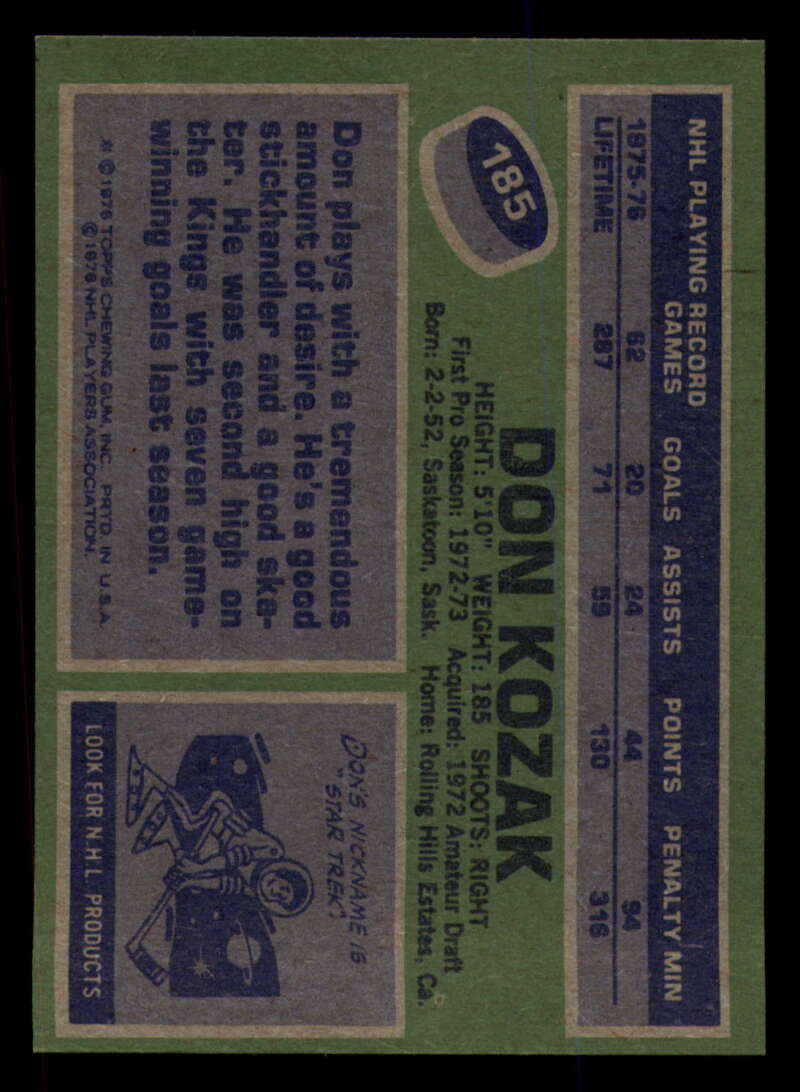 NHL PLAYING RECORD
GAMES GOALS ASSISTS POINTS PENALTY MIN
1975-76 62 20 24 44 94
LIFETIME 287 71 59 130 316
185
DON KOZAK
HEIGHT: 5'10" WEIGHT: 185 SHOOTS: RIGHT
First Pro Season: 1972-73 Acquired: 1972 Amateur Draft
Born: 2-2-52, Saskatoon, Sask. Home: Rolling Hills Estates, Ca.
Don plays with a tremendous
amount of desire. He's a good
stickhandler and a good ska-
ter. He was second high on
the Kings with seven game-
winning goals last season.
* © 1976 TOPPS CHEWING GUM, INC. PRTD. IN U.S.A.
© 1976 NHL PLAYERS ASSOCIATION.
DON'S NICKNAME IS
"STAR TREK"!
LOOK FOR N.H.L. PRODUCTS